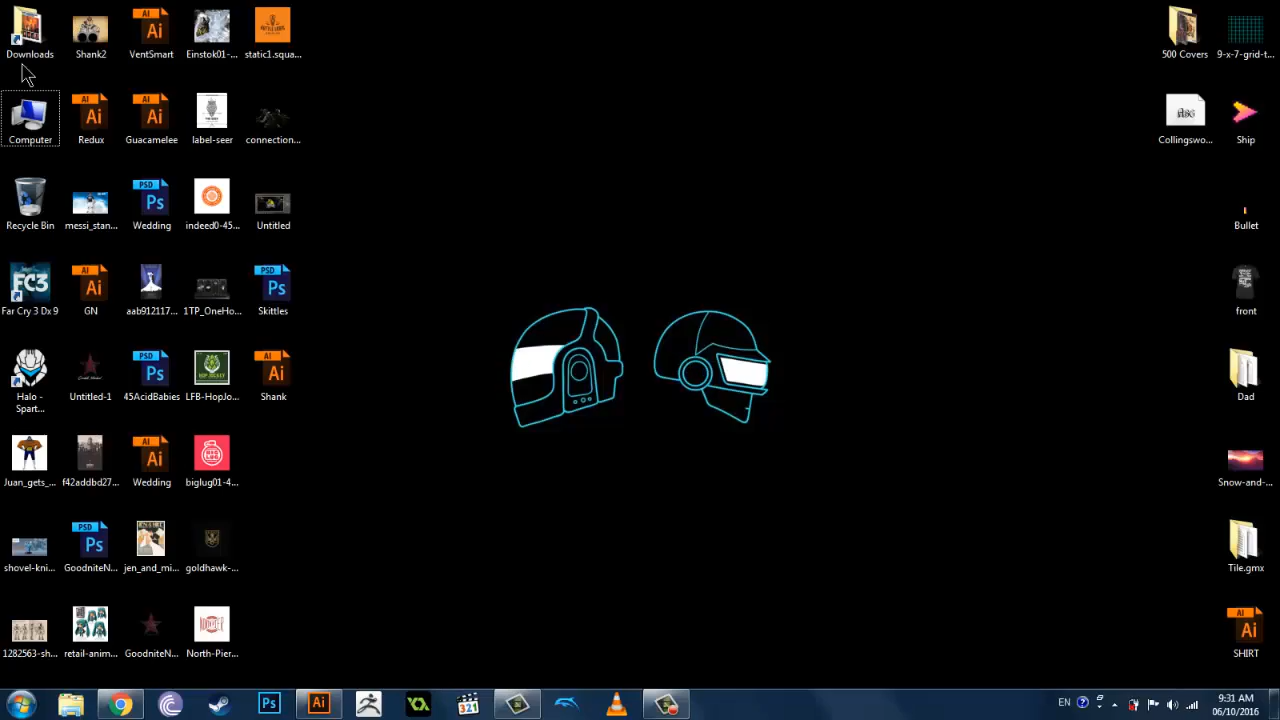 Downloads
Shank2
VentSmart
Einstok01-...
static1.squa...
500 Covers
9-x-7-grid-t...
Computer
Redux
Guacamelee
label-seer
connection...
Collingswo...
Ship
Recycle Bin
messi_stan...
Wedding
indeed0-45...
Untitled
Bullet
Far Cry 3 Dx 9
GN
aab912117...
1TP_OneHo...
Skittles
front
Halo -
Spart...
Untitled-1
45AcidBabies
LFB-HopJo...
Shank
Dad
Juan_gets_...
f42addbd27...
Wedding
biglug01-4...
Snow-and-...
shovel-kni...
GoodniteN...
jen_and_mi...
goldhawk-...
Tile.gmx
1282563-sh...
retail-anim...
GoodniteN...
North-Pier...
SHIRT
EN
9:31 AM
06/10/2016